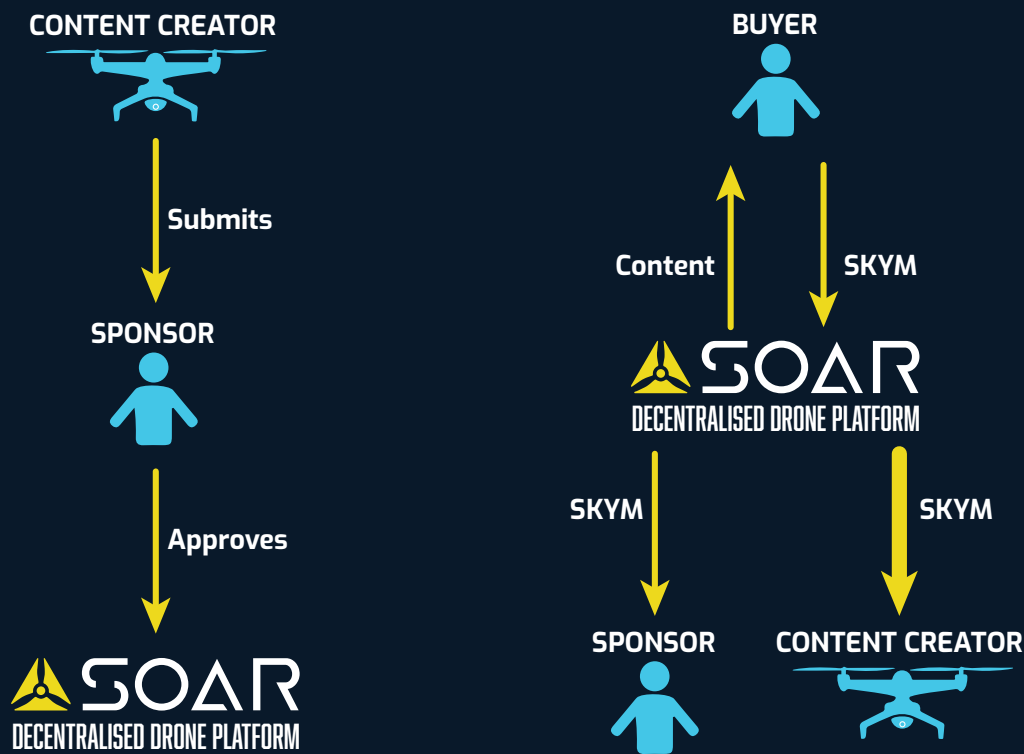 CONTENT CREATOR
Submits
SPONSOR
Approves
SOAR
DECENTRALISED DRONE PLATFORM
BUYER
Content
SKYM
SOAR
DECENTRALISED DRONE PLATFORM
SKYM
SKYM
SPONSOR
CONTENT CREATOR